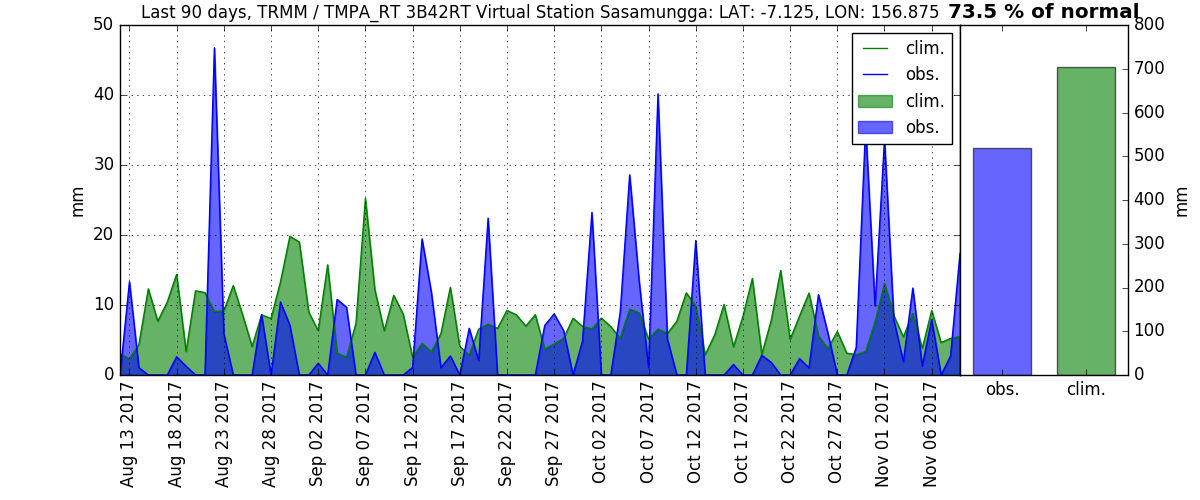 Last 90 days, TRMM / TMPA_RT 3B42RT Virtual Station Sasamungga: LAT: -7.125, LON: 156.875 73.5 % of normal
50
40
30
20
10
0
mm
clim.
obs.
clim.
obs.
800
700
600
500
400
300
200
100
0
mm
Aug 13 2017
Aug 18 2017
Aug 23 2017
Aug 28 2017
Sep 02 2017
Sep 07 2017
Sep 12 2017
Sep 17 2017
Sep 22 2017
Sep 27 2017
Oct 02 2017
Oct 07 2017
Oct 12 2017
Oct 17 2017
Oct 22 2017
Oct 27 2017
Nov 01 2017
Nov 06 2017
obs.
clim.